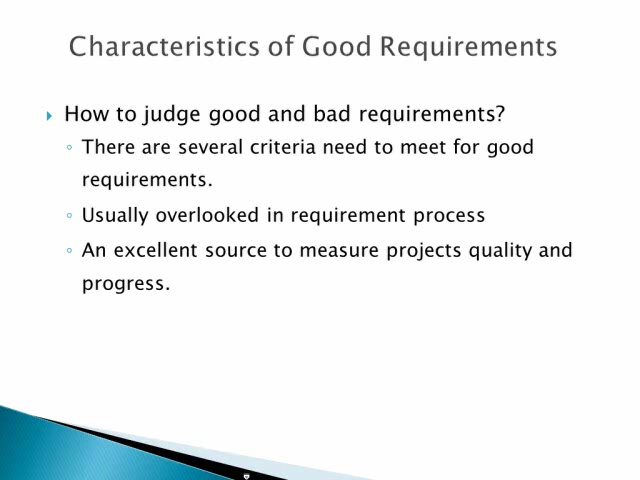 Characteristics of Good Requirements
How to judge good and bad requirements?
There are several criteria need to meet for good
requirements.
Usually overlooked in requirement process
An excellent source to measure projects quality and
progress.